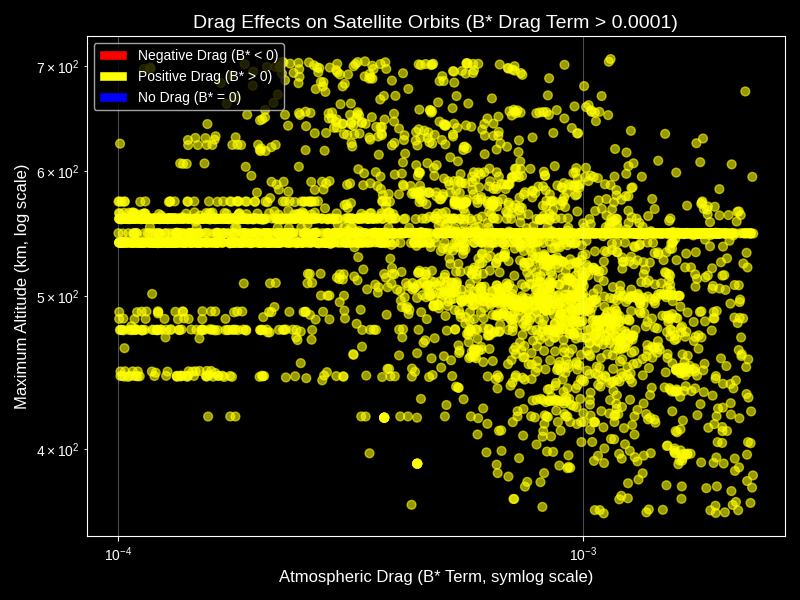 Drag Effects on Satellite Orbits (B* Drag Term > 0.0001)
Negative Drag (B* < 0)
Positive Drag (B* > 0)
No Drag (B* = 0)
7 × 10²
6 × 10²
5 × 10²
4 × 10²
Maximum Altitude (km, log scale)
10⁻⁴
10⁻³
Atmospheric Drag (B* Term, symlog scale)